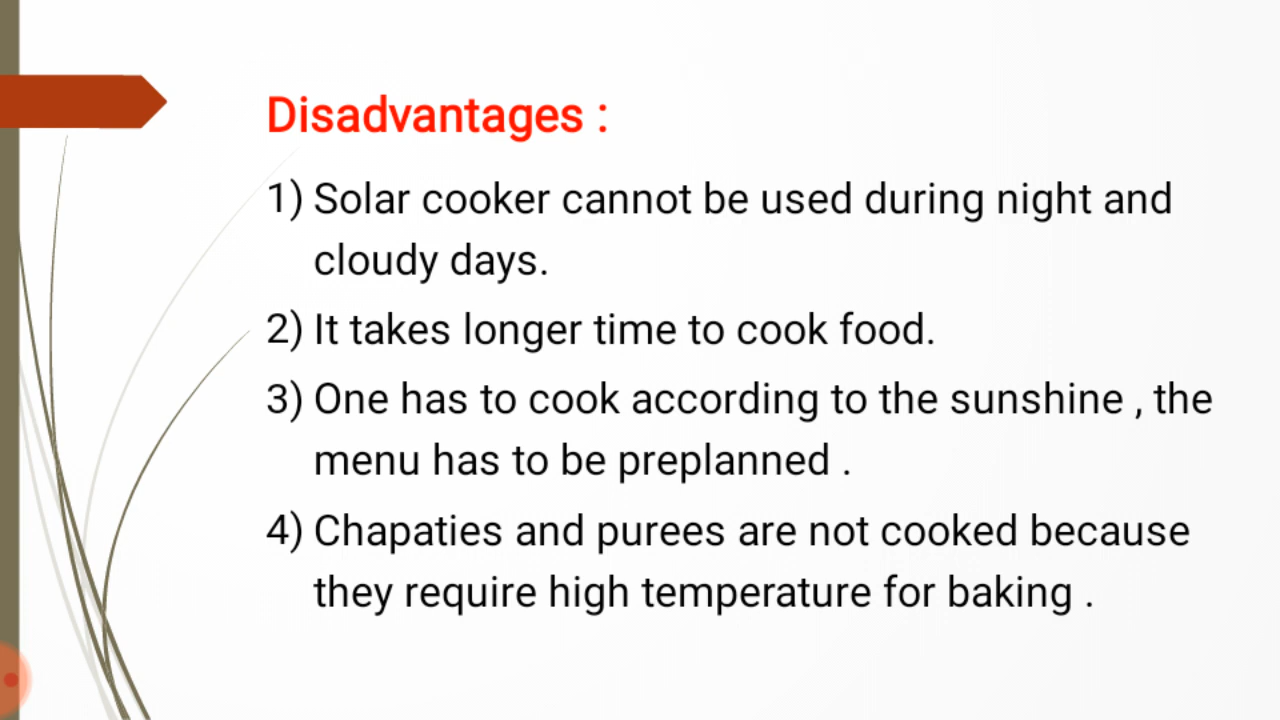 Disadvantages :
1) Solar cooker cannot be used during night and
cloudy days.
2) It takes longer time to cook food.
3) One has to cook according to the sunshine , the
menu has to be preplanned .
4) Chapaties and purees are not cooked because
they require high temperature for baking .